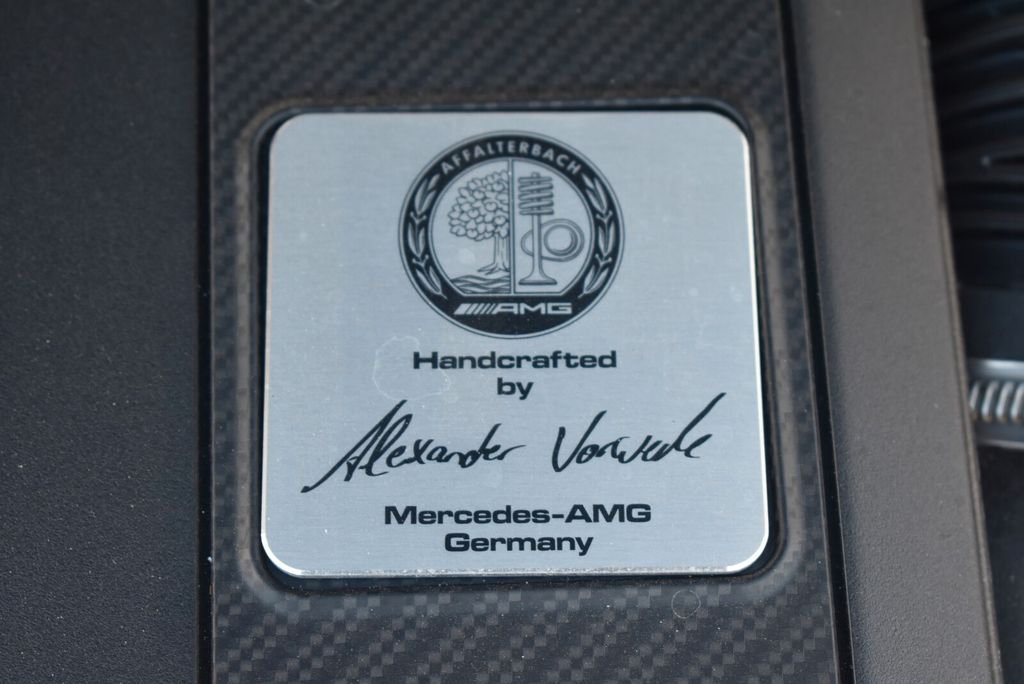 AFFALTERBACH
AMG
Handcrafted
by
Alexander Vorwerk
Mercedes-AMG
Germany